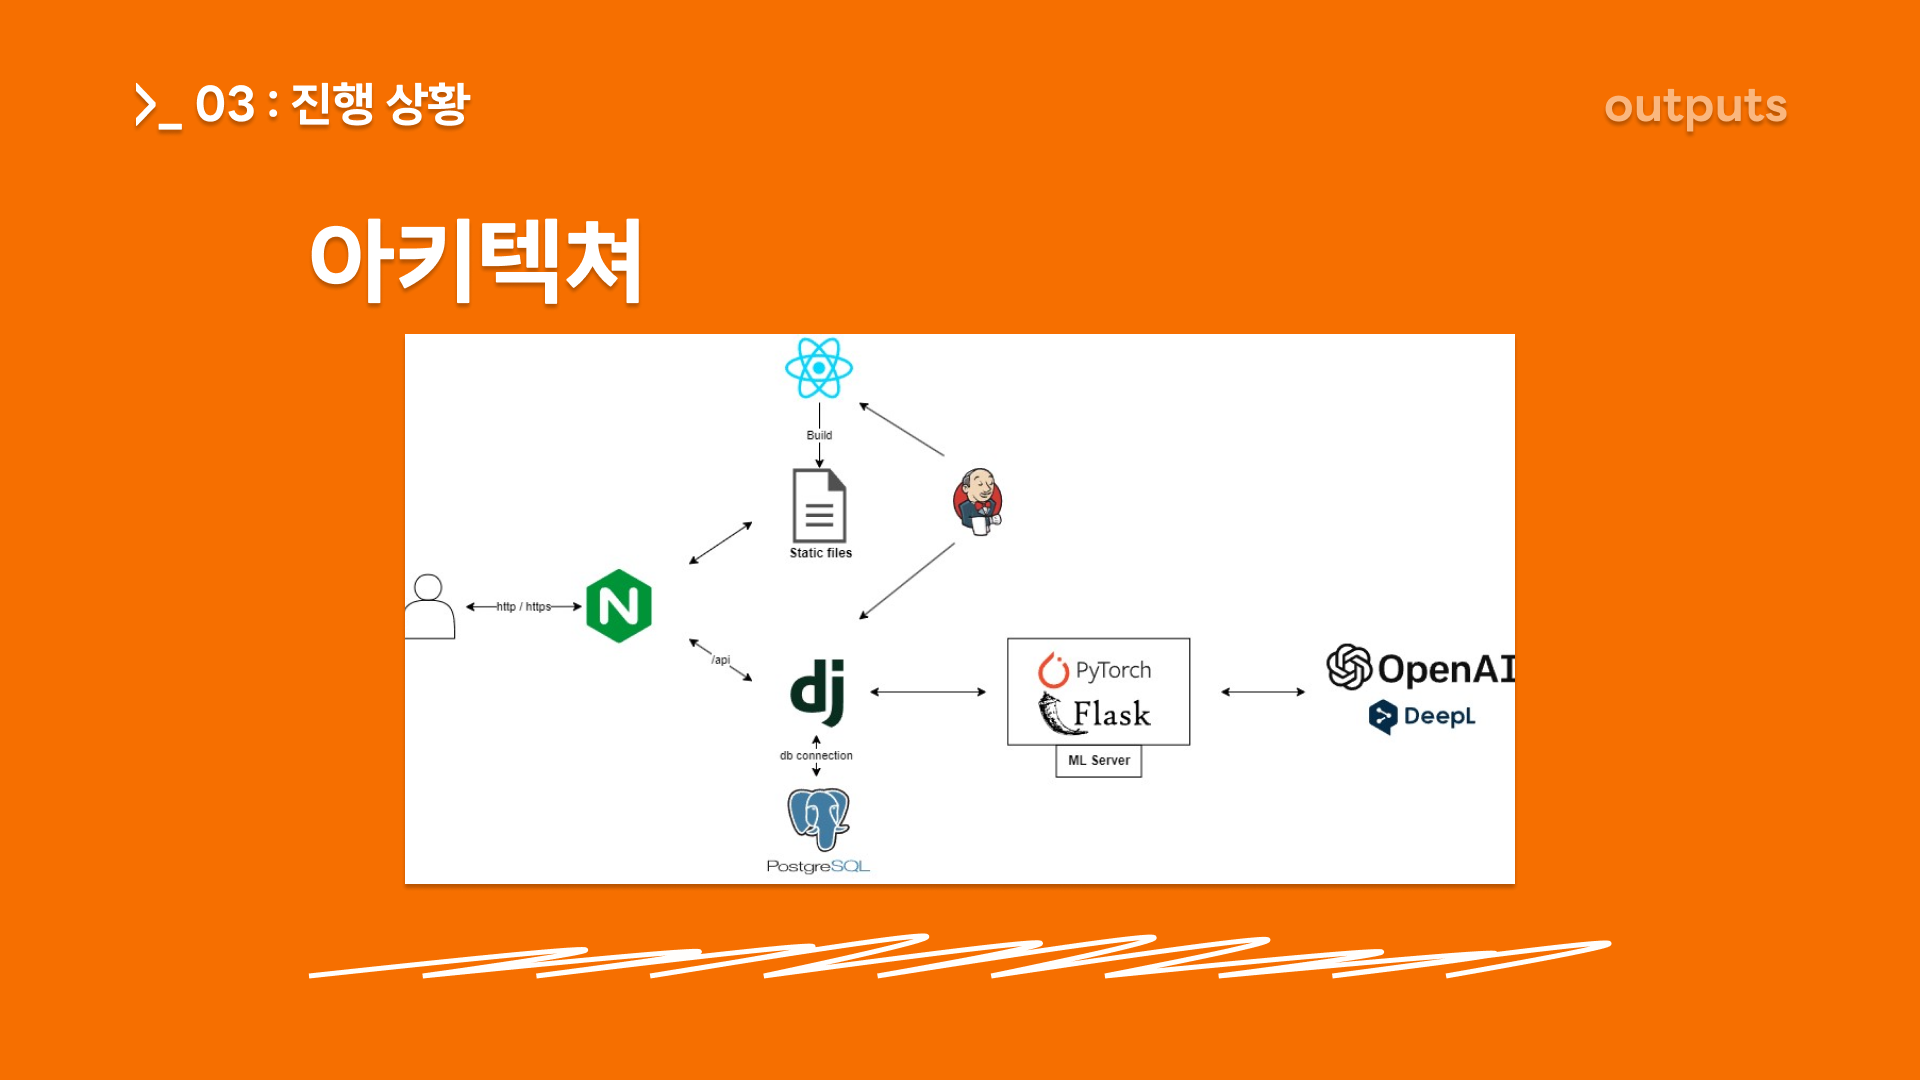 >_ 03 : 진행 상황
outputs
아키텍쳐
Build
Static files
http / https
/api
dj
db connection
PostgreSQL
PyTorch
Flask
ML Server
OpenAI
DeepL